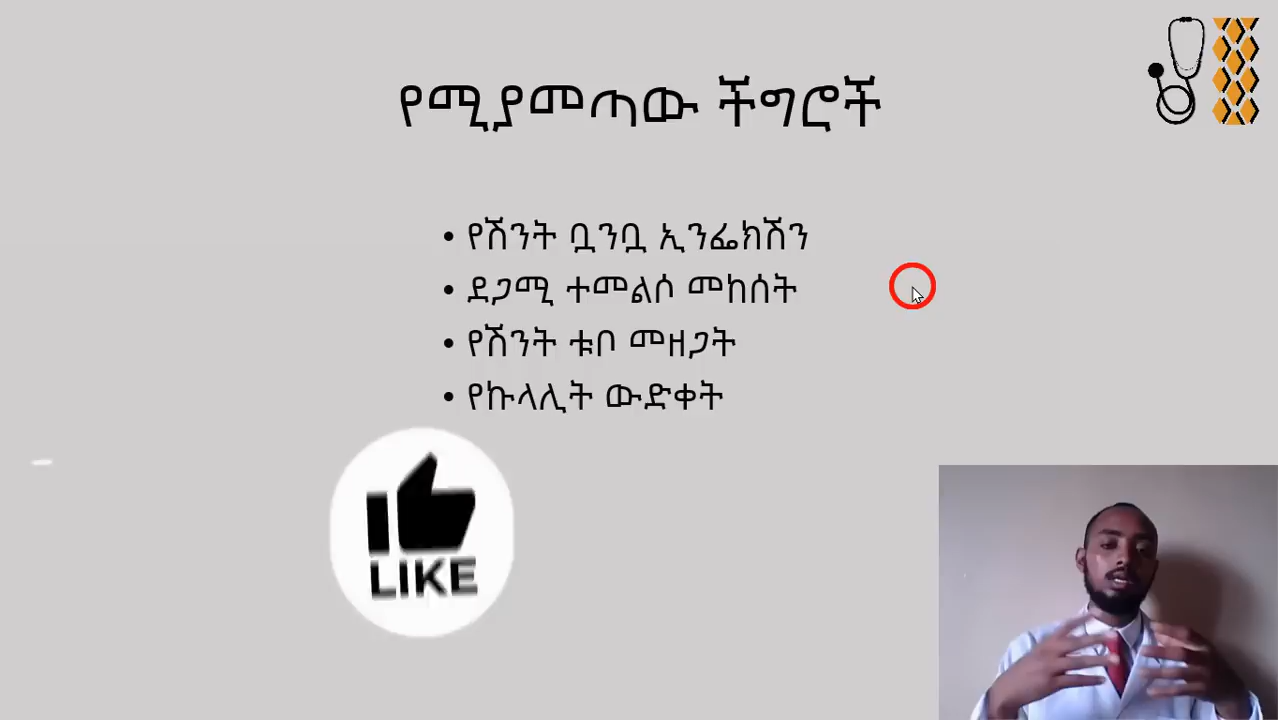 የሚያመጣው ችግሮች
• የሽንት ቧንቧ ኢንፌክሽን
• ደጋሚ ተመልሶ መከሰት
• የሽንት ቱቦ መዘጋት
• የኩላሊት ውድቀት
LIKE